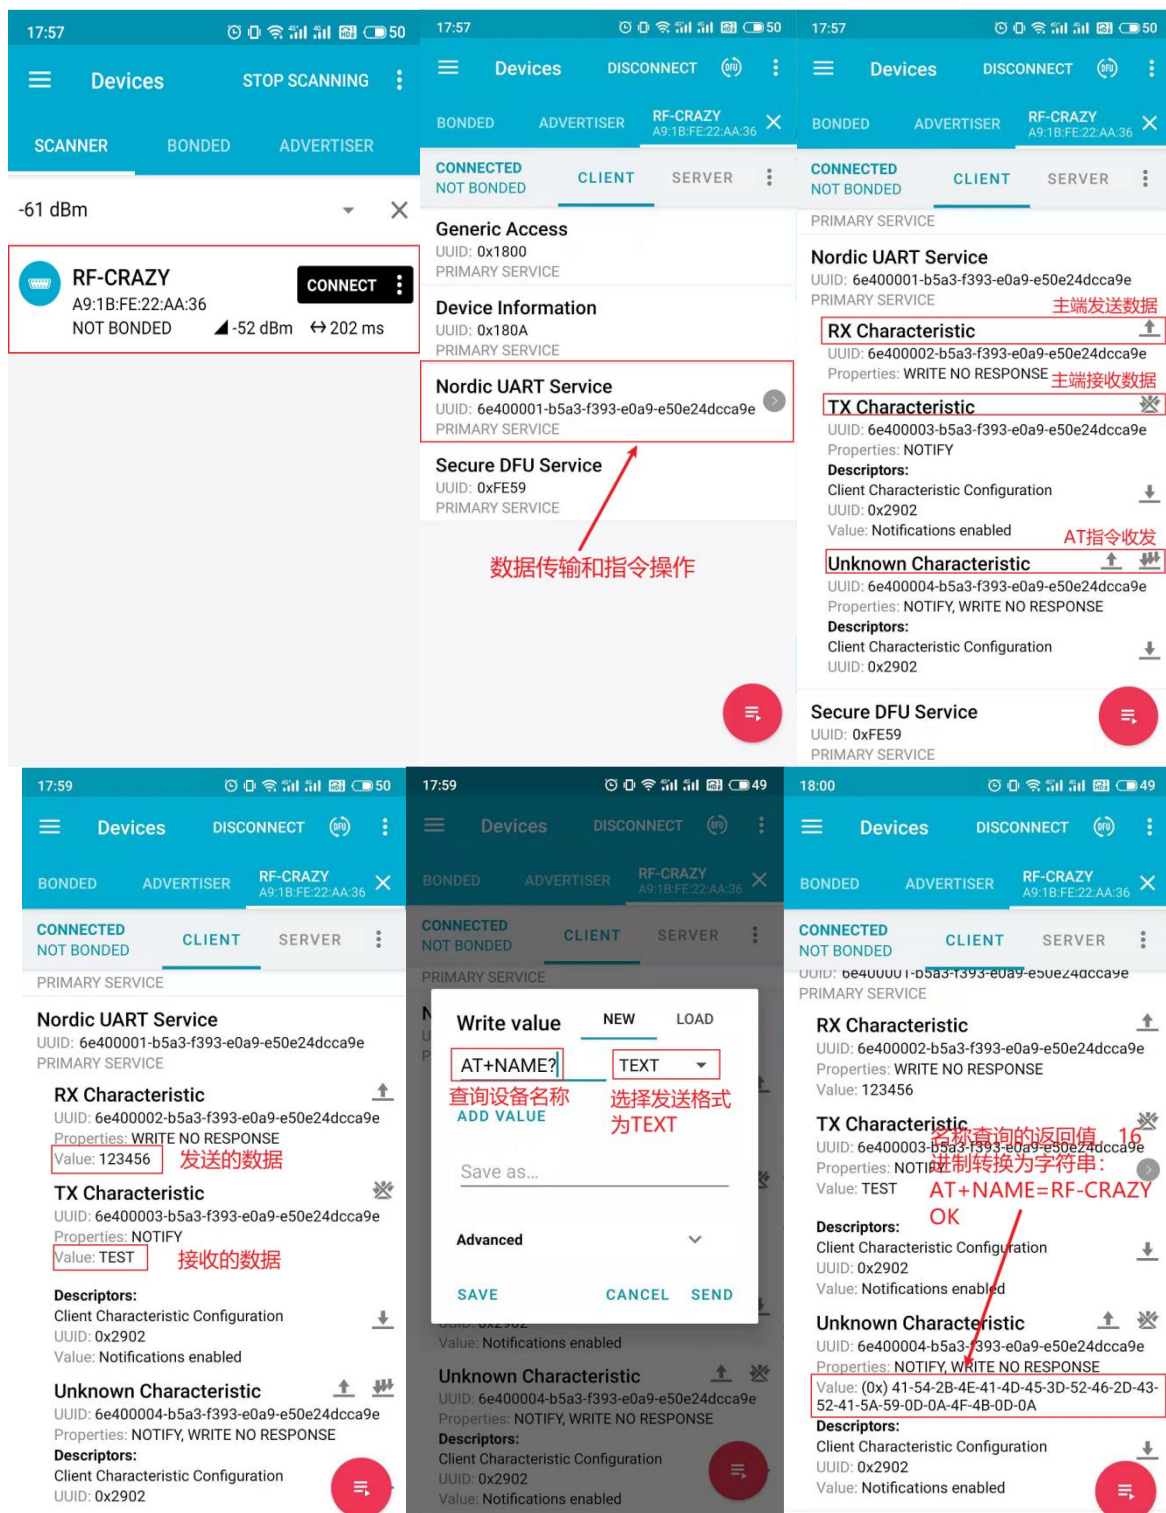 17:57
50
Devices
STOP SCANNING
SCANNER
BONDED
ADVERTISER
-61 dBm
RF-CRAZY
CONNECT
A9:1B:FE:22:AA:36
NOT BONDED
-52 dBm
202 ms
17:57
50
Devices
DISCONNECT
DFU
BONDED
ADVERTISER
RF-CRAZY
A9:1B:FE:22:AA:36
CONNECTED
NOT BONDED
CLIENT
SERVER
Generic Access
UUID: 0x1800
PRIMARY SERVICE
Device Information
UUID: 0x180A
PRIMARY SERVICE
Nordic UART Service
UUID: 6e400001-b5a3-f393-e0a9-e50e24dcca9e
PRIMARY SERVICE
Secure DFU Service
UUID: 0xFE59
PRIMARY SERVICE
数据传输和指令操作
17:57
50
Devices
DISCONNECT
DFU
BONDED
ADVERTISER
RF-CRAZY
A9:1B:FE:22:AA:36
CONNECTED
NOT BONDED
CLIENT
SERVER
PRIMARY SERVICE
Nordic UART Service
UUID: 6e400001-b5a3-f393-e0a9-e50e24dcca9e
PRIMARY SERVICE
主端发送数据
RX Characteristic
UUID: 6e400002-b5a3-f393-e0a9-e50e24dcca9e
Properties: WRITE NO RESPONSE
主端接收数据
TX Characteristic
UUID: 6e400003-b5a3-f393-e0a9-e50e24dcca9e
Properties: NOTIFY
Descriptors:
Client Characteristic Configuration
UUID: 0x2902
Value: Notifications enabled
AT指令收发
Unknown Characteristic
UUID: 6e400004-b5a3-f393-e0a9-e50e24dcca9e
Properties: NOTIFY, WRITE NO RESPONSE
Descriptors:
Client Characteristic Configuration
UUID: 0x2902
Secure DFU Service
UUID: 0xFE59
PRIMARY SERVICE
17:59
50
Devices
DISCONNECT
DFU
BONDED
ADVERTISER
RF-CRAZY
A9:1B:FE:22:AA:36
CONNECTED
NOT BONDED
CLIENT
SERVER
PRIMARY SERVICE
Nordic UART Service
UUID: 6e400001-b5a3-f393-e0a9-e50e24dcca9e
PRIMARY SERVICE
RX Characteristic
UUID: 6e400002-b5a3-f393-e0a9-e50e24dcca9e
Properties: WRITE NO RESPONSE
Value: 123456
发送的数据
TX Characteristic
UUID: 6e400003-b5a3-f393-e0a9-e50e24dcca9e
Properties: NOTIFY
Value: TEST
接收的数据
Descriptors:
Client Characteristic Configuration
UUID: 0x2902
Value: Notifications enabled
Unknown Characteristic
UUID: 6e400004-b5a3-f393-e0a9-e50e24dcca9e
Properties: NOTIFY, WRITE NO RESPONSE
Descriptors:
Client Characteristic Configuration
UUID: 0x2902
17:59
49
Devices
DISCONNECT
DFU
BONDED
ADVERTISER
RF-CRAZY
A9:1B:FE:22:AA:36
CONNECTED
NOT BONDED
CLIENT
SERVER
PRIMARY SERVICE
Write value
NEW
LOAD
AT+NAME?
TEXT
查询设备名称
选择发送格式
为TEXT
ADD VALUE
Save as...
Advanced
SAVE
CANCEL
SEND
Value: Notifications enabled
Unknown Characteristic
UUID: 6e400004-b5a3-f393-e0a9-e50e24dcca9e
Properties: NOTIFY, WRITE NO RESPONSE
Descriptors:
Client Characteristic Configuration
UUID: 0x2902
Value: Notifications enabled
18:00
49
Devices
DISCONNECT
DFU
BONDED
ADVERTISER
RF-CRAZY
A9:1B:FE:22:AA:36
CONNECTED
NOT BONDED
CLIENT
SERVER
UUID: 6e400001-b5a3-f393-e0a9-e50e24dcca9e
PRIMARY SERVICE
RX Characteristic
UUID: 6e400002-b5a3-f393-e0a9-e50e24dcca9e
Properties: WRITE NO RESPONSE
Value: 123456
TX Characteristic
UUID: 6e400003-b5a3-f393-e0a9-e50e24dcca9e
Properties: NOTIFY
Value: TEST
名称查询的返回值 16
进制转换为字符串:
AT+NAME=RF-CRAZY
OK
Descriptors:
Client Characteristic Configuration
UUID: 0x2902
Value: Notifications enabled
Unknown Characteristic
UUID: 6e400004-b5a3-f393-e0a9-e50e24dcca9e
Properties: NOTIFY, WRITE NO RESPONSE
Value: (0x) 41-54-2B-4E-41-4D-45-3D-52-46-2D-43-
52-41-5A-59-0D-0A-4F-4B-0D-0A
Descriptors:
Client Characteristic Configuration
UUID: 0x2902
Value: Notifications enabled